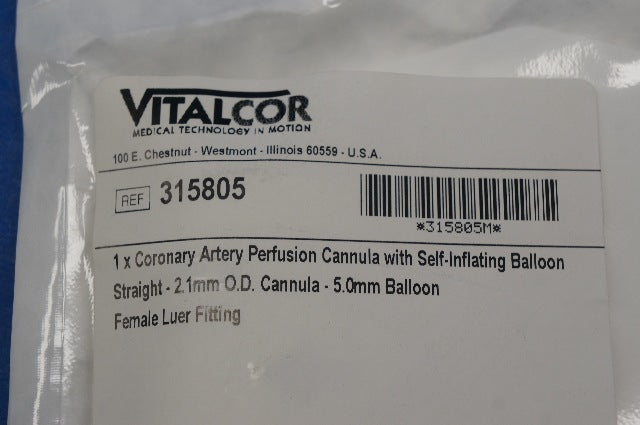 VITALCOR
MEDICAL TECHNOLOGY IN MOTION
100 E. Chestnut - Westmont - Illinois 60559 - U.S.A.
REF 315805
*315805M*
1 x Coronary Artery Perfusion Cannula with Self-Inflating Balloon
Straight - 2.1mm O.D. Cannula - 5.0mm Balloon
Female Luer Fitting